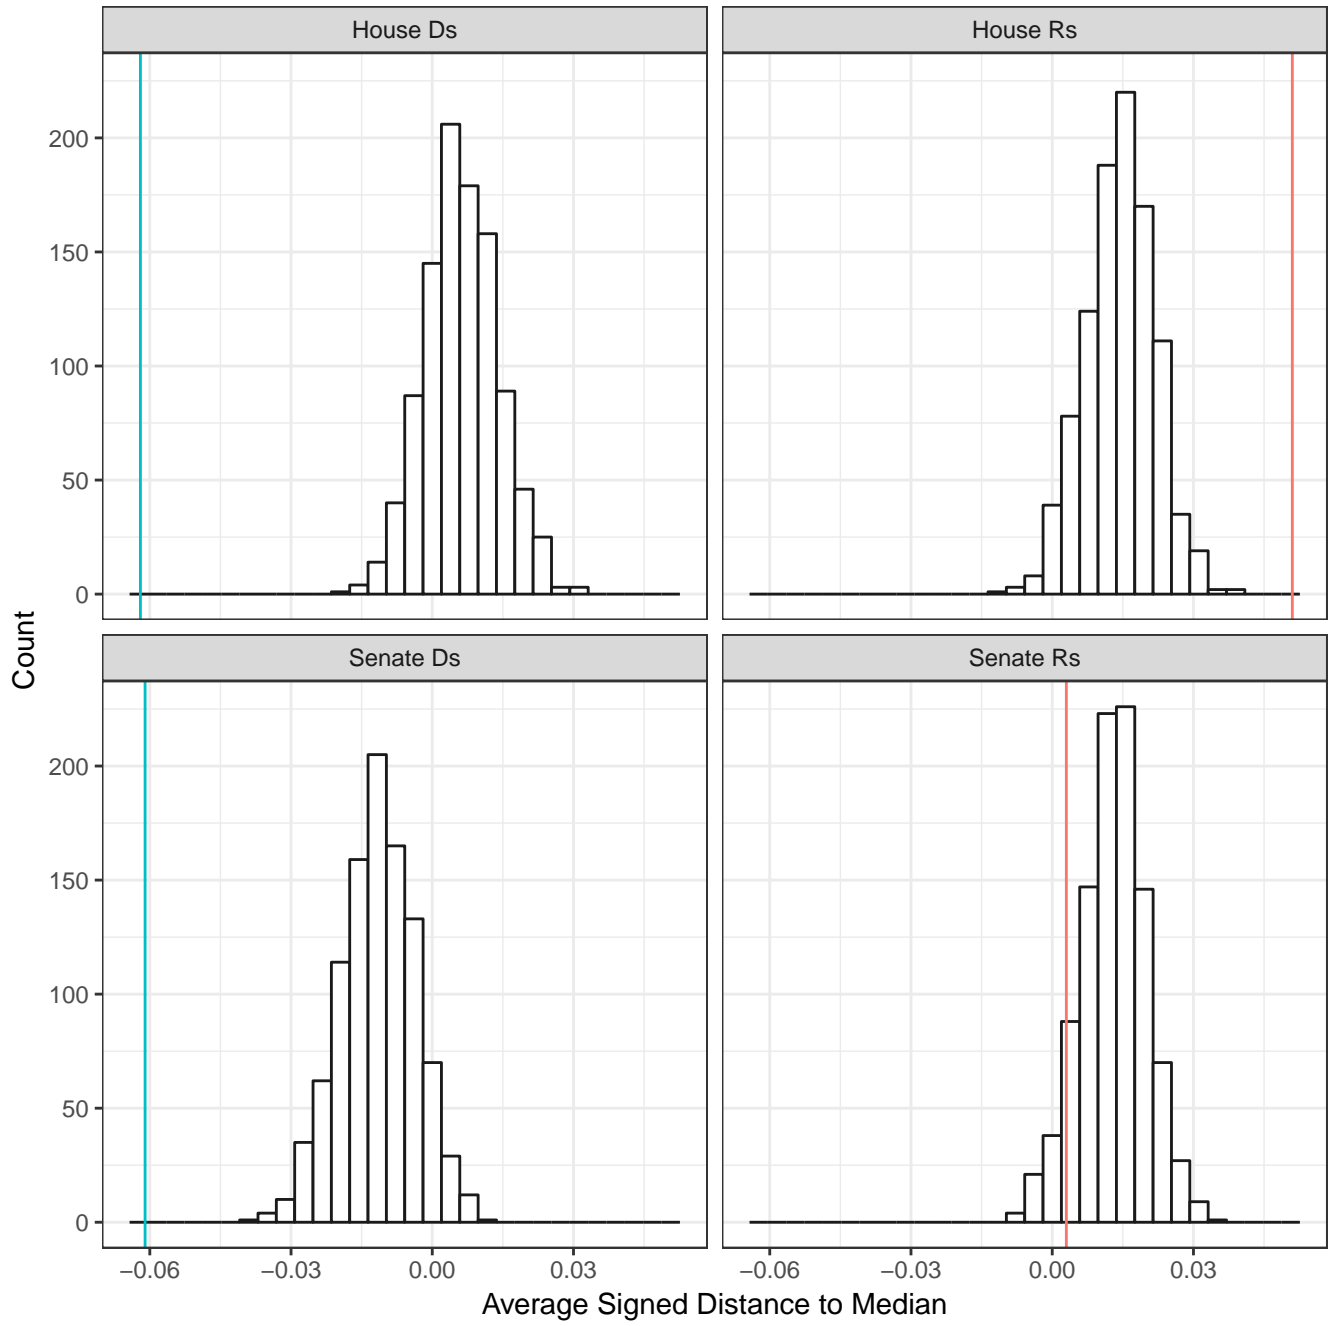 House Ds
House Rs
200
150
100
50
0
Senate Ds
Senate Rs
200
150
100
50
0
−0.06 −0.03 0.00 0.03
−0.06 −0.03 0.00 0.03
Average Signed Distance to Median
Count